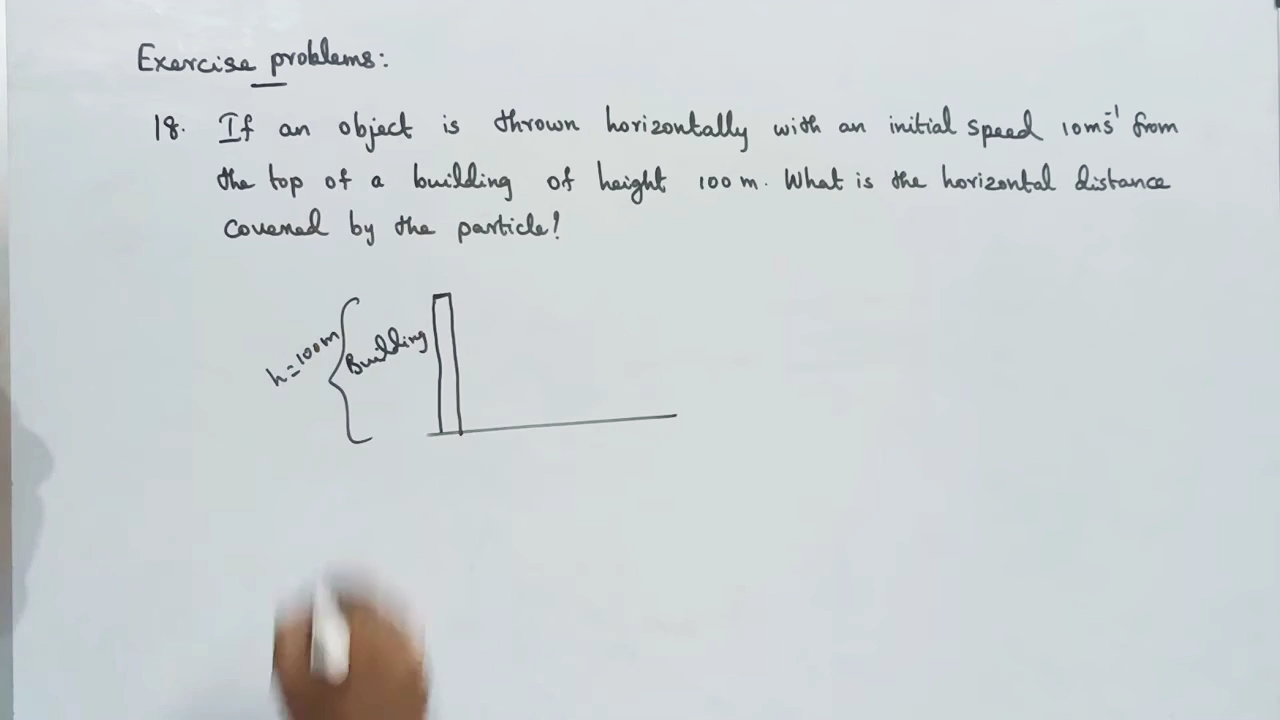 Exercise problems:
18. If an object is thrown horizontally with an initial speed 10ms⁻¹ from
the top of a building of height 100 m. What is the horizontal distance
covered by the particle?
h=100m
Building